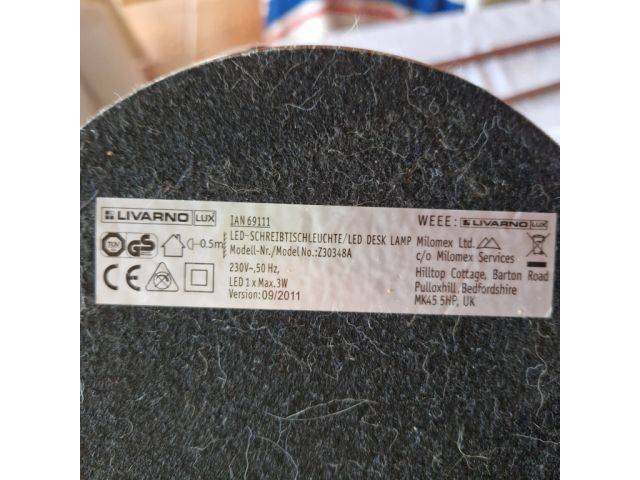 LIVARNO LUX
IAN 69111
LED-SCHREIBTISCHLEUCHTE/LED DESK LAMP
Modell-Nr./Model No.:Z30348A
230V~,50 Hz,
LED 1 x Max.3W
Version: 09/2011
TÜV GS
0.5m
CE
WEEE: LIVARNO LUX
Milomex Ltd.
c/o Milomex Services
Hilltop Cottage, Barton Road
Pulloxhill, Bedfordshire
MK45 5HP, UK